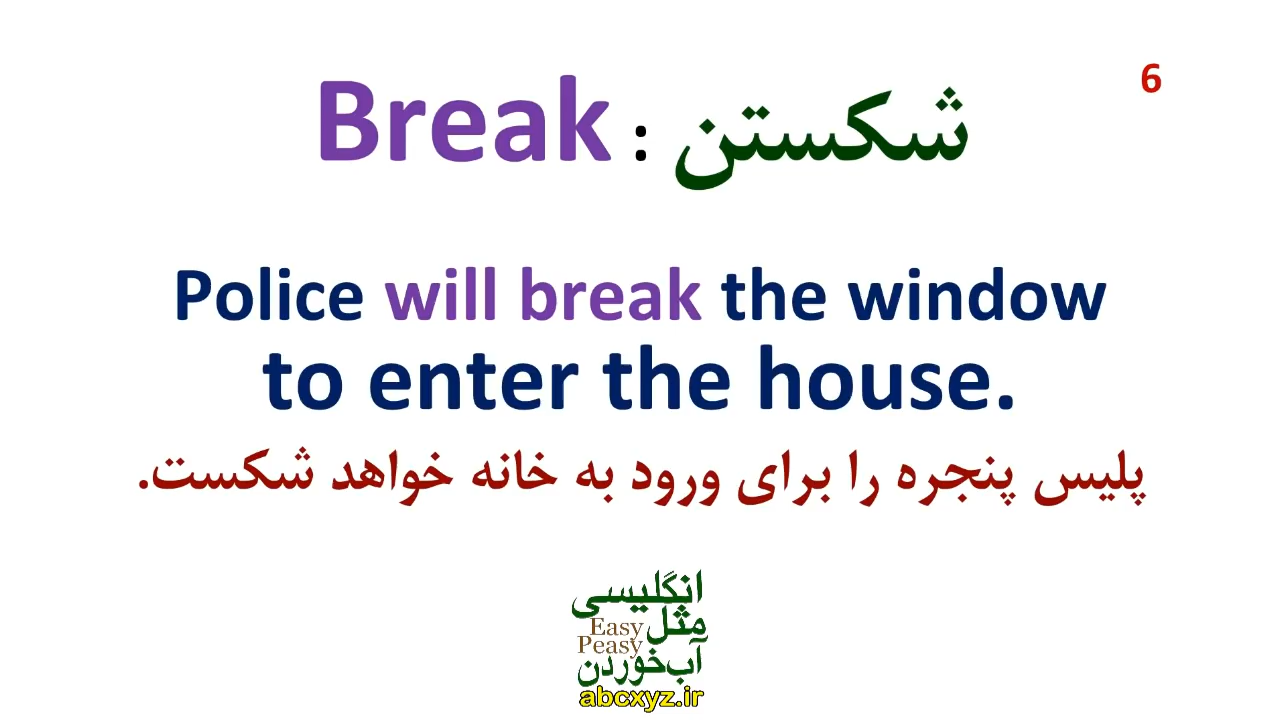 6
Break : شکستن
Police will break the window
to enter the house.
پلیس پنجره را برای ورود به خانه خواهد شکست.
انگلیسی
مثل
Easy
Peasy
آب‌خوردن
abcxyz.ir